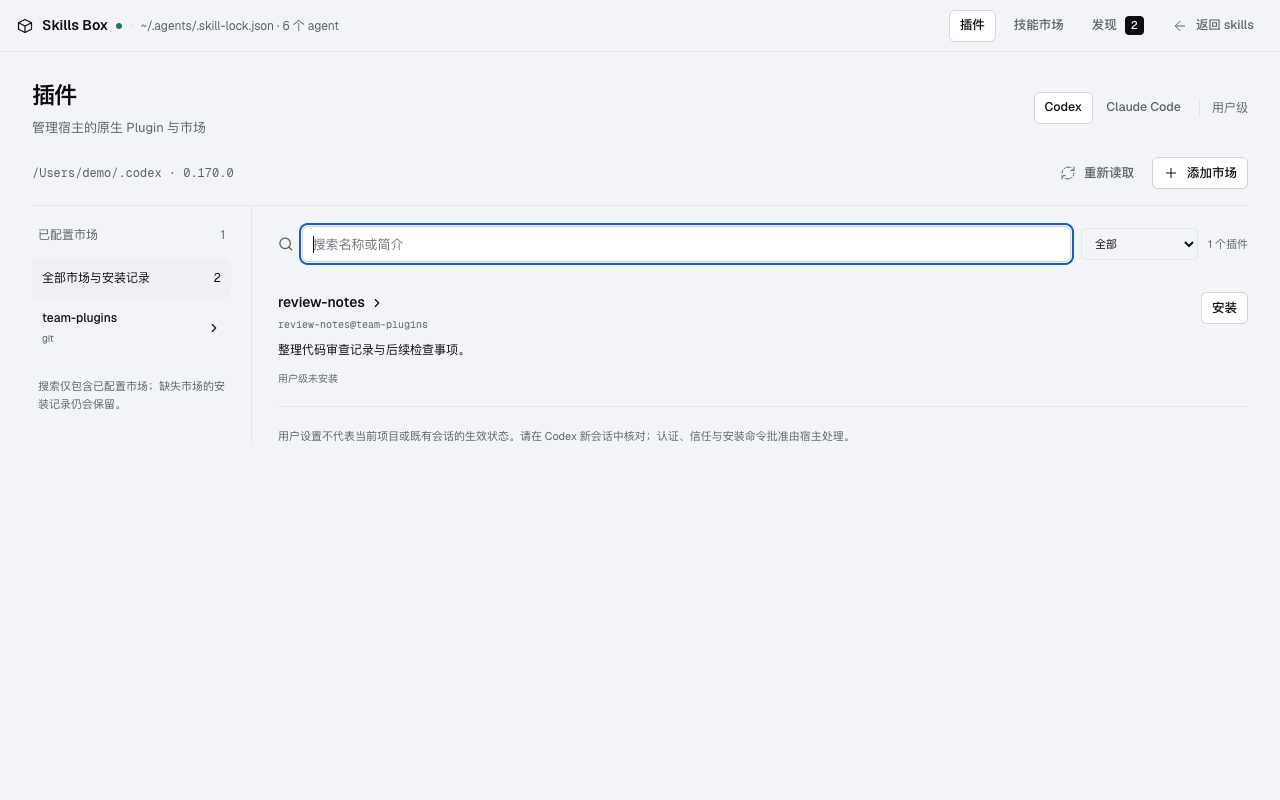 Skills Box · ~/.agents/.skill-lock.json · 6 个 agent
插件 技能市场 发现 2 返回 skills
插件
管理宿主的原生 Plugin 与市场
Codex Claude Code 用户级
/Users/demo/.codex · 0.170.0
重新读取 添加市场
已配置市场 1
全部市场与安装记录 2
team-plugins
git
搜索仅包含已配置市场；缺失市场的安
装记录仍会保留。
搜索名称或简介 全部 1 个插件
review-notes
安装
review-notes@team-plugins
整理代码审查记录与后续检查事项。
用户级未安装
用户设置不代表当前项目或既有会话的生效状态。请在 Codex 新会话中核对；认证、信任与安装命令批准由宿主处理。